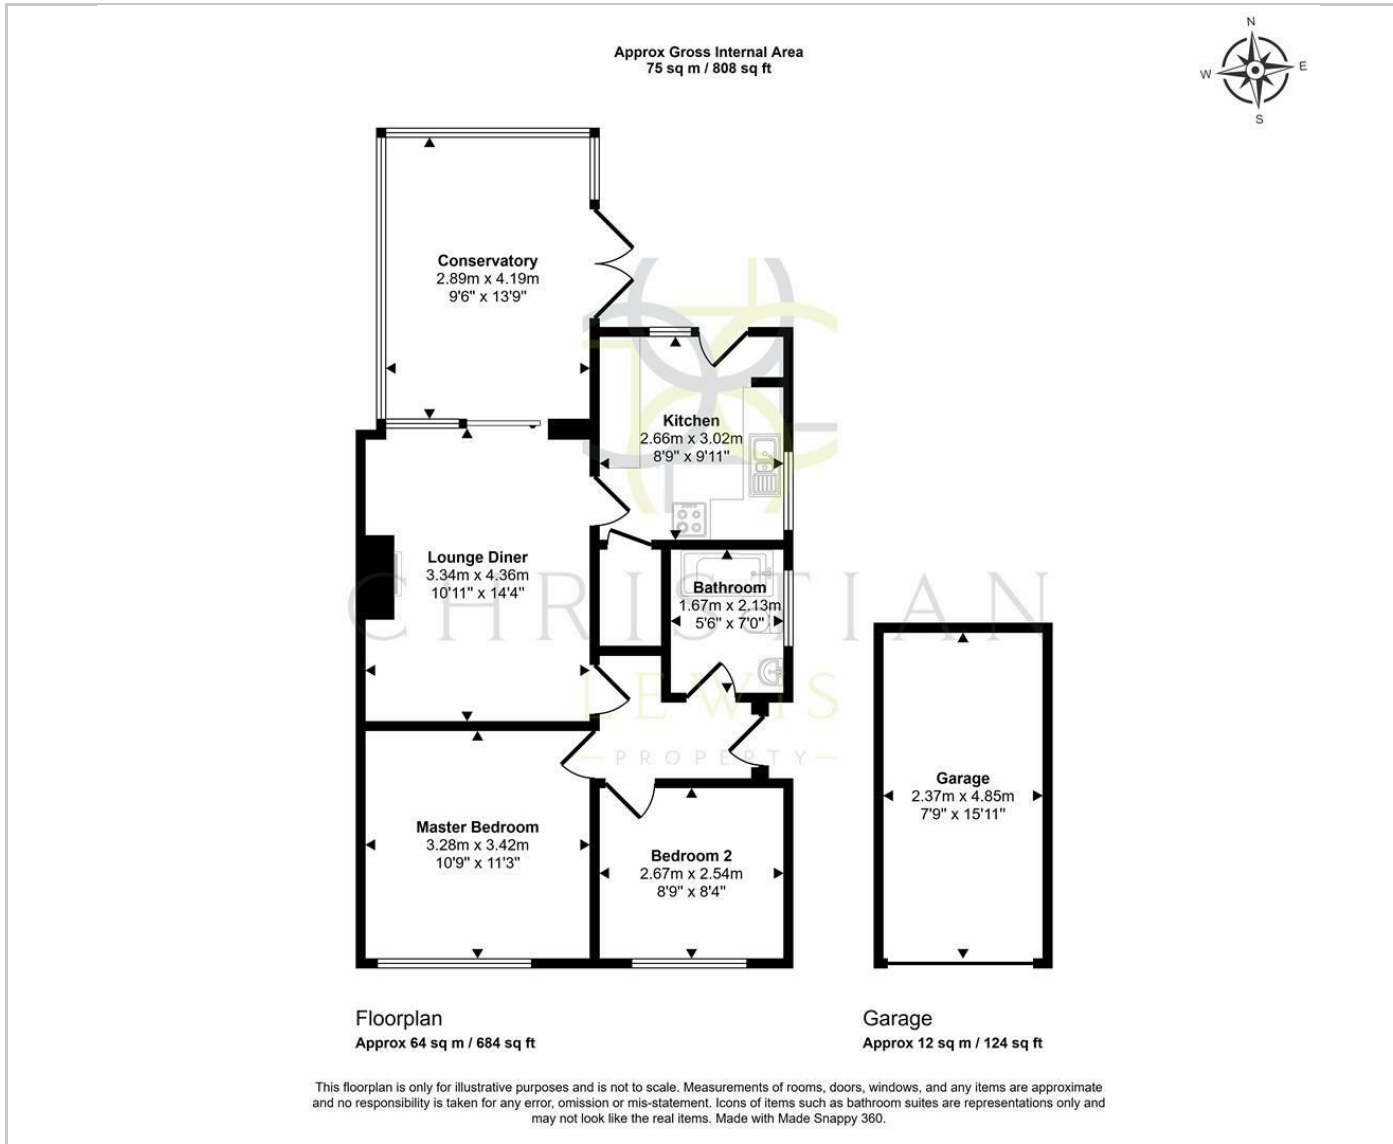 Approx Gross Internal Area
75 sq m / 808 sq ft
N
W
E
S
Conservatory
2.89m x 4.19m
9'6" x 13'9"
Kitchen
2.66m x 3.02m
8'9" x 9'11"
Lounge Diner
3.34m x 4.36m
10'11" x 14'4"
Bathroom
1.67m x 2.13m
5'6" x 7'0"
CHRISTIAN
LEWIS
PROPERTY
Garage
2.37m x 4.85m
7'9" x 15'11"
Master Bedroom
3.28m x 3.42m
10'9" x 11'3"
Bedroom 2
2.67m x 2.54m
8'9" x 8'4"
Floorplan
Approx 64 sq m / 684 sq ft
Garage
Approx 12 sq m / 124 sq ft
This floorplan is only for illustrative purposes and is not to scale. Measurements of rooms, doors, windows, and any items are approximate
and no responsibility is taken for any error, omission or mis-statement. Icons of items such as bathroom suites are representations only and
may not look like the real items. Made with Made Snappy 360.